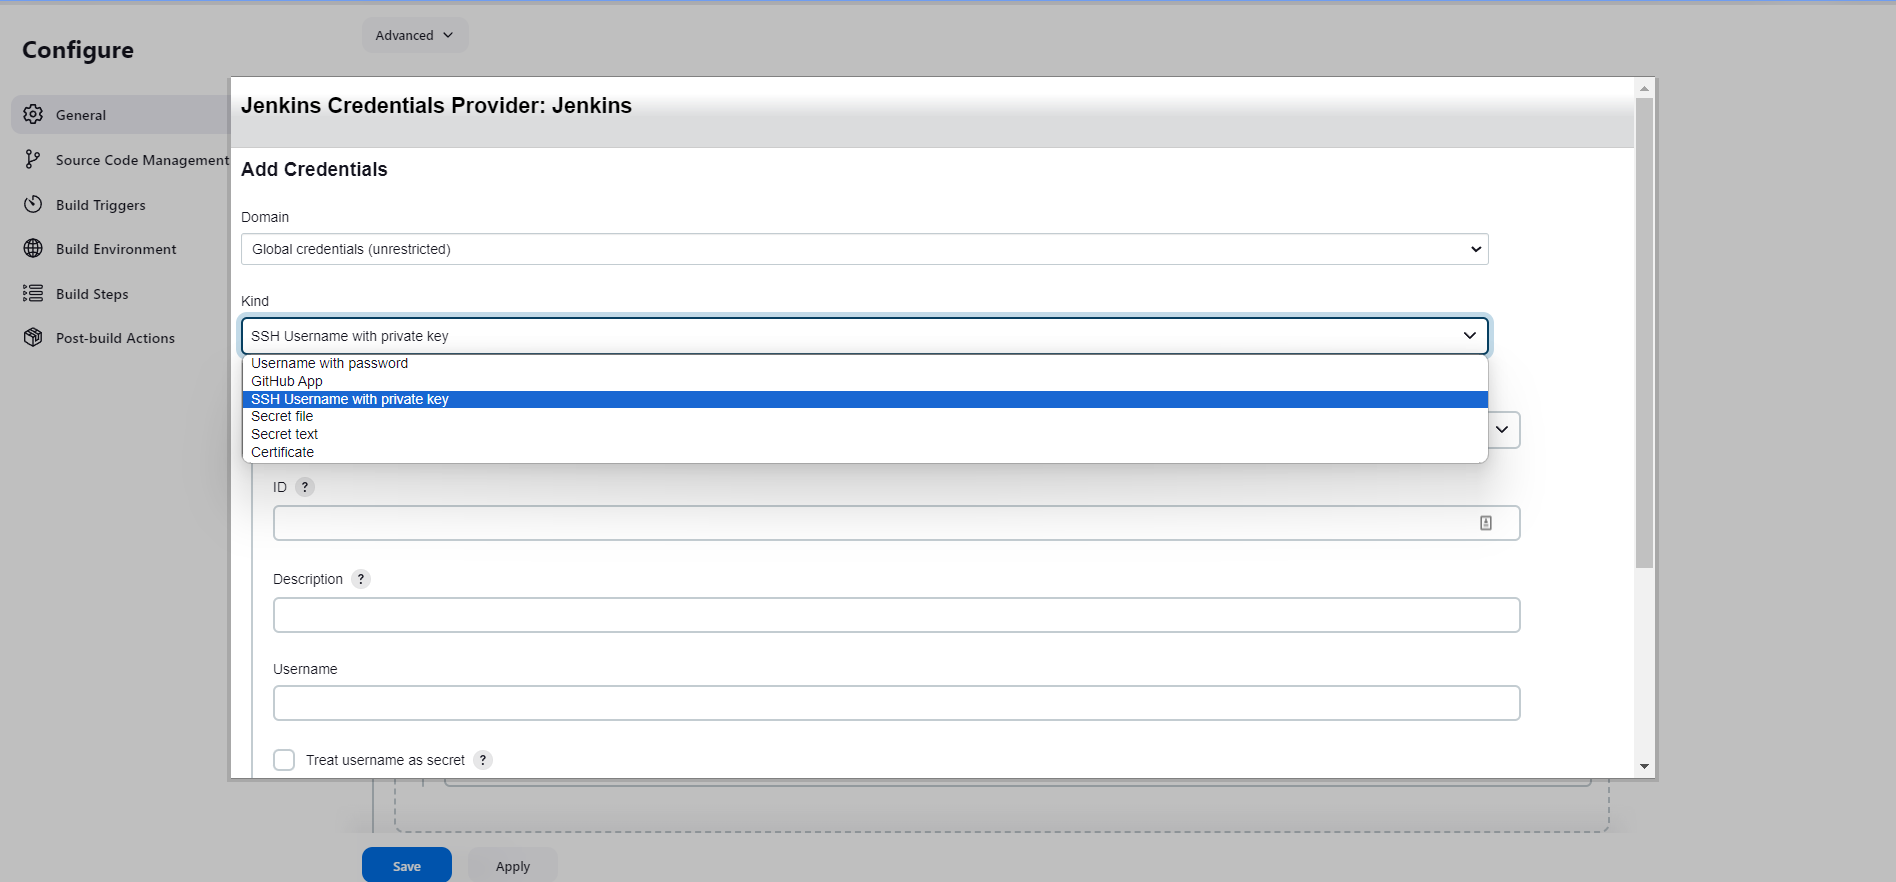 Configure
Advanced
General
Source Code Management
Build Triggers
Build Environment
Build Steps
Post-build Actions
Jenkins Credentials Provider: Jenkins
Add Credentials
Domain
Global credentials (unrestricted)
Kind
SSH Username with private key
Username with password
GitHub App
SSH Username with private key
Secret file
Secret text
Certificate
ID ?
Description ?
Username
Treat username as secret ?
Save
Apply